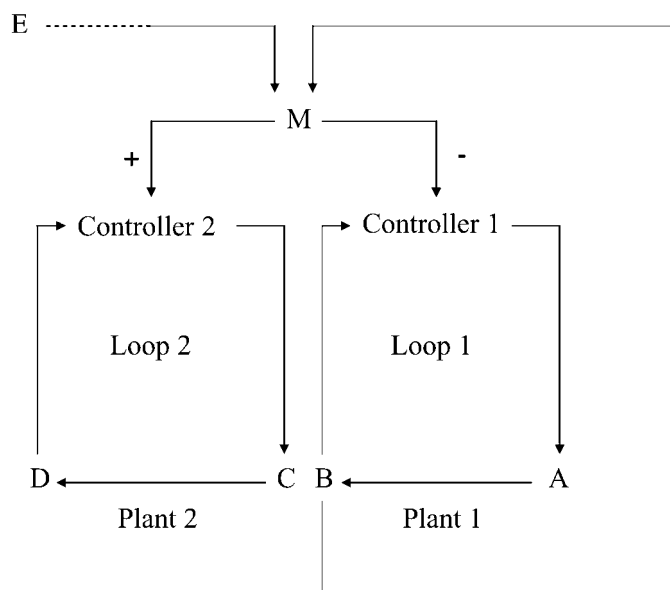 E
M
+ -
Controller 2 Controller 1
Loop 2 Loop 1
D C B A
Plant 2 Plant 1